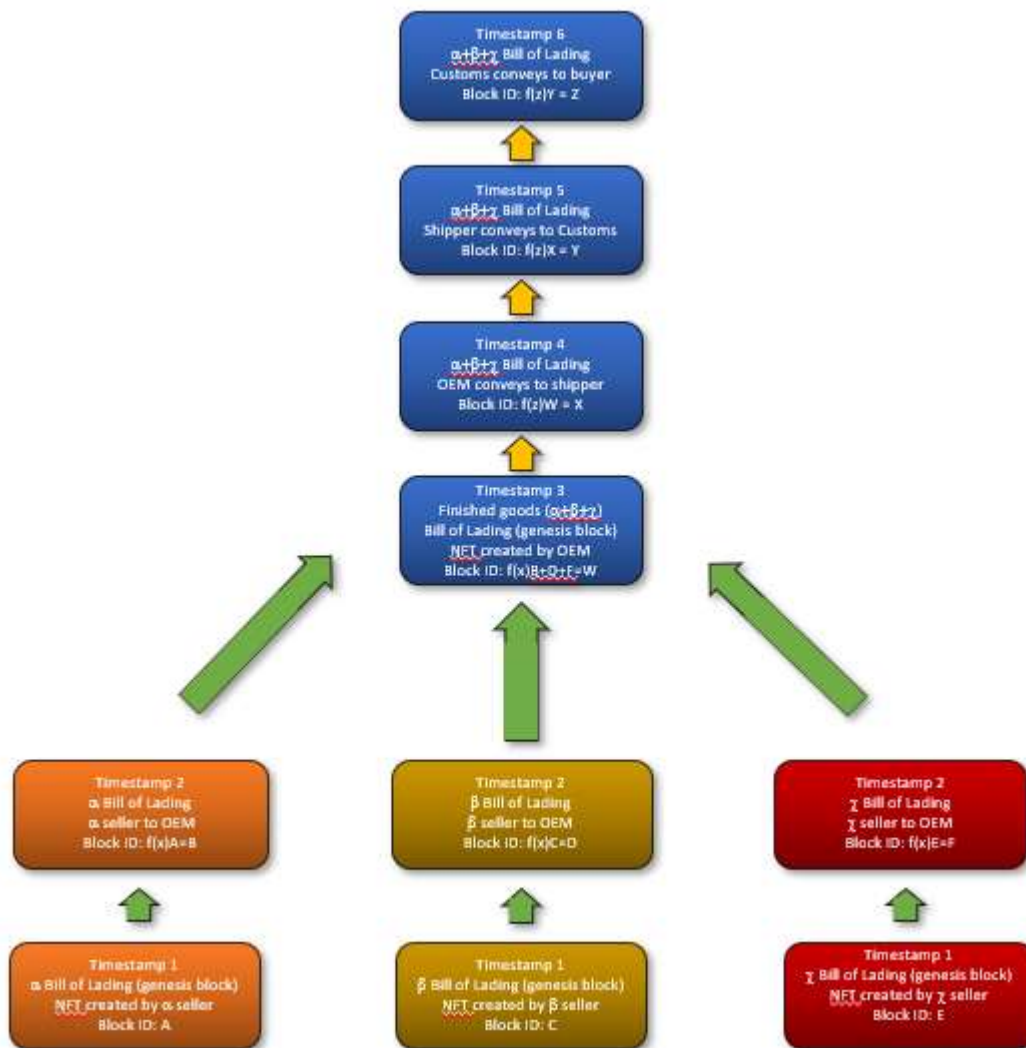 Timestamp 6
α+β+χ Bill of Lading
Customs conveys to buyer
Block ID: f(z)Y = Z
Timestamp 5
α+β+χ Bill of Lading
Shipper conveys to Customs
Block ID: f(z)X = Y
Timestamp 4
α+β+χ Bill of Lading
OEM conveys to shipper
Block ID: f(z)W = X
Timestamp 3
Finished goods (α+β+χ)
Bill of Lading (genesis block)
NFT created by OEM
Block ID: f(x)B+D+E=W
Timestamp 2
α Bill of Lading
α seller to OEM
Block ID: f(x)A=B
Timestamp 2
β Bill of Lading
β seller to OEM
Block ID: f(x)C=D
Timestamp 2
χ Bill of Lading
χ seller to OEM
Block ID: f(x)E=F
Timestamp 1
α Bill of Lading (genesis block)
NFT created by α seller
Block ID: A
Timestamp 1
β Bill of Lading (genesis block)
NFT created by β seller
Block ID: C
Timestamp 1
χ Bill of Lading (genesis block)
NFT created by χ seller
Block ID: E